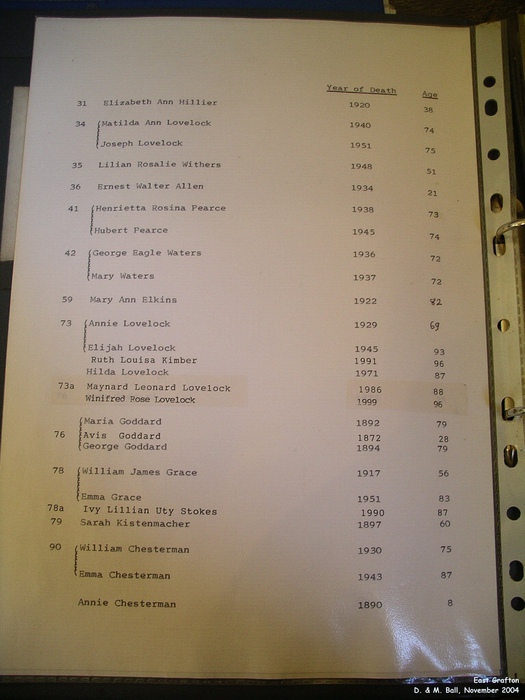 Year of Death Age
31 Elizabeth Ann Hillier 1920 38
34 Matilda Ann Lovelock 1940 74
Joseph Lovelock 1951 75
35 Lilian Rosalie Withers 1948 51
36 Ernest Walter Allen 1934 21
41 Henrietta Rosina Pearce 1938 73
Hubert Pearce 1945 74
42 George Eagle Waters 1936 72
Mary Waters 1937 72
59 Mary Ann Elkins 1922
73 Annie Lovelock 1929 69
Elijah Lovelock 1945 93
Ruth Louisa Kimber 1991 96
Hilda Lovelock 1971 87
73a Maynard Leonard Lovelock 1986 88
Winifred Rose Lovelock 1999 96
Maria Goddard 1892 79
76 Avis Goddard 1872 28
George Goddard 1894 79
78 William James Grace 1917 56
Emma Grace 1951 83
78a Ivy Lillian Uty Stokes 1990 87
79 Sarah Kistenmacher 1897 60
90 William Chesterman 1930 75
Emma Chesterman 1943 87
Annie Chesterman 1890 8
East Grafton
D. & M. Ball, November 2004